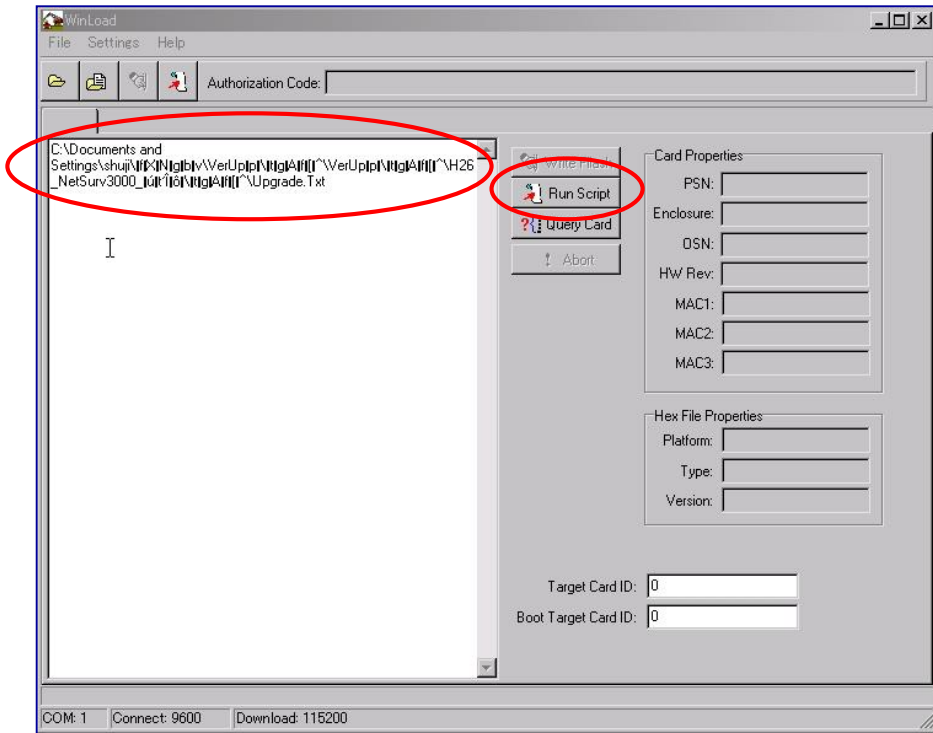 WinLoad
File Settings Help
Authorization Code:
C:\Documents and
_NetSurv3000_
\Upgrade.Txt
Write Flash
Run Script
Query Card
Abort
Card Properties
PSN:
Enclosure:
OSN:
HW Rev:
MAC1:
MAC2:
MAC3:
Hex File Properties
Platform:
Type:
Version:
Target Card ID: 0
Boot Target Card ID: 0
COM: 1 Connect: 9600 Download: 115200